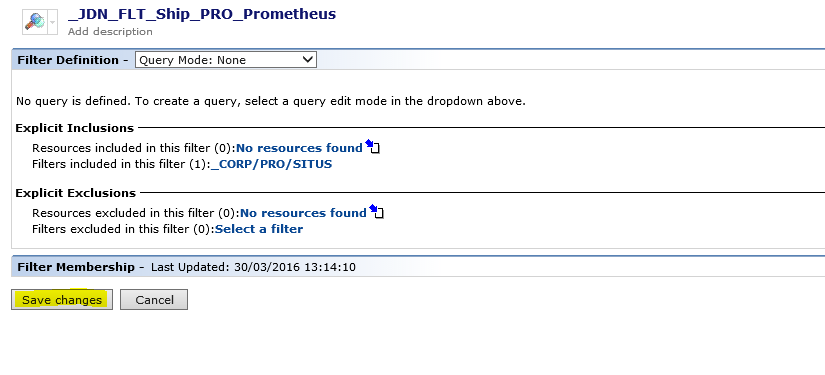 _JDN_FLT_Ship_PRO_Prometheus
Add description
Filter Definition - Query Mode: None
No query is defined. To create a query, select a query edit mode in the dropdown above.
Explicit Inclusions
Resources included in this filter (0):No resources found
Filters included in this filter (1):_CORP/PRO/SITUS
Explicit Exclusions
Resources excluded in this filter (0):No resources found
Filters excluded in this filter (0):Select a filter
Filter Membership - Last Updated: 30/03/2016 13:14:10
Save changes Cancel